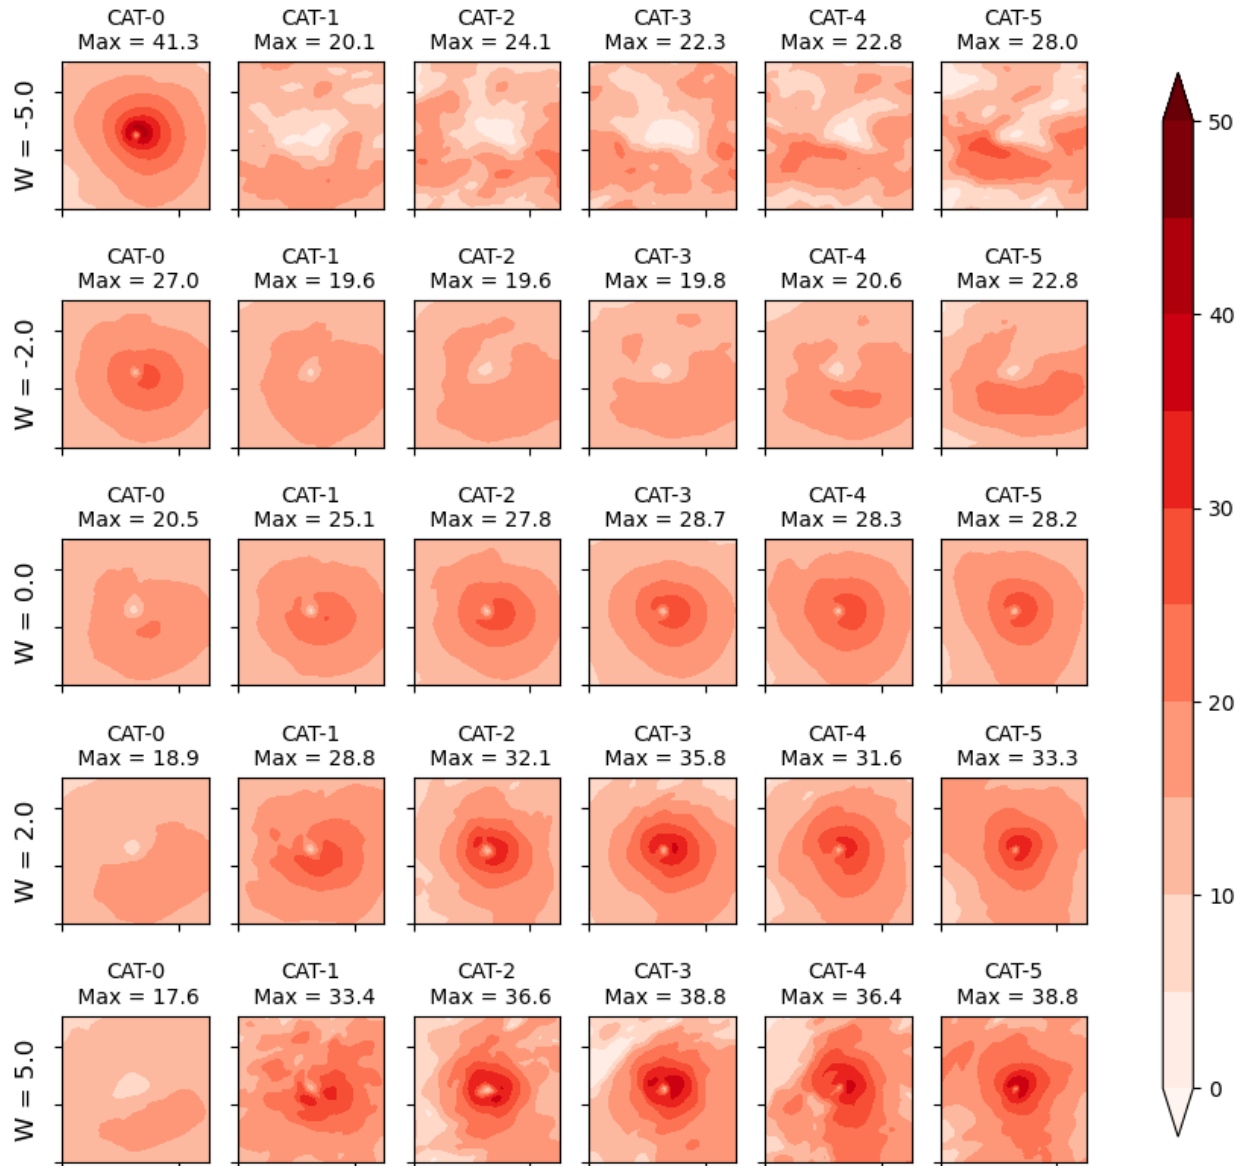 CAT-0 CAT-1 CAT-2 CAT-3 CAT-4 CAT-5
Max = 41.3 Max = 20.1 Max = 24.1 Max = 22.3 Max = 22.8 Max = 28.0
W = -5.0
CAT-0 CAT-1 CAT-2 CAT-3 CAT-4 CAT-5
Max = 27.0 Max = 19.6 Max = 19.6 Max = 19.8 Max = 20.6 Max = 22.8
W = -2.0
CAT-0 CAT-1 CAT-2 CAT-3 CAT-4 CAT-5
Max = 20.5 Max = 25.1 Max = 27.8 Max = 28.7 Max = 28.3 Max = 28.2
W = 0.0
CAT-0 CAT-1 CAT-2 CAT-3 CAT-4 CAT-5
Max = 18.9 Max = 28.8 Max = 32.1 Max = 35.8 Max = 31.6 Max = 33.3
W = 2.0
CAT-0 CAT-1 CAT-2 CAT-3 CAT-4 CAT-5
Max = 17.6 Max = 33.4 Max = 36.6 Max = 38.8 Max = 36.4 Max = 38.8
W = 5.0
50
40
30
20
10
0